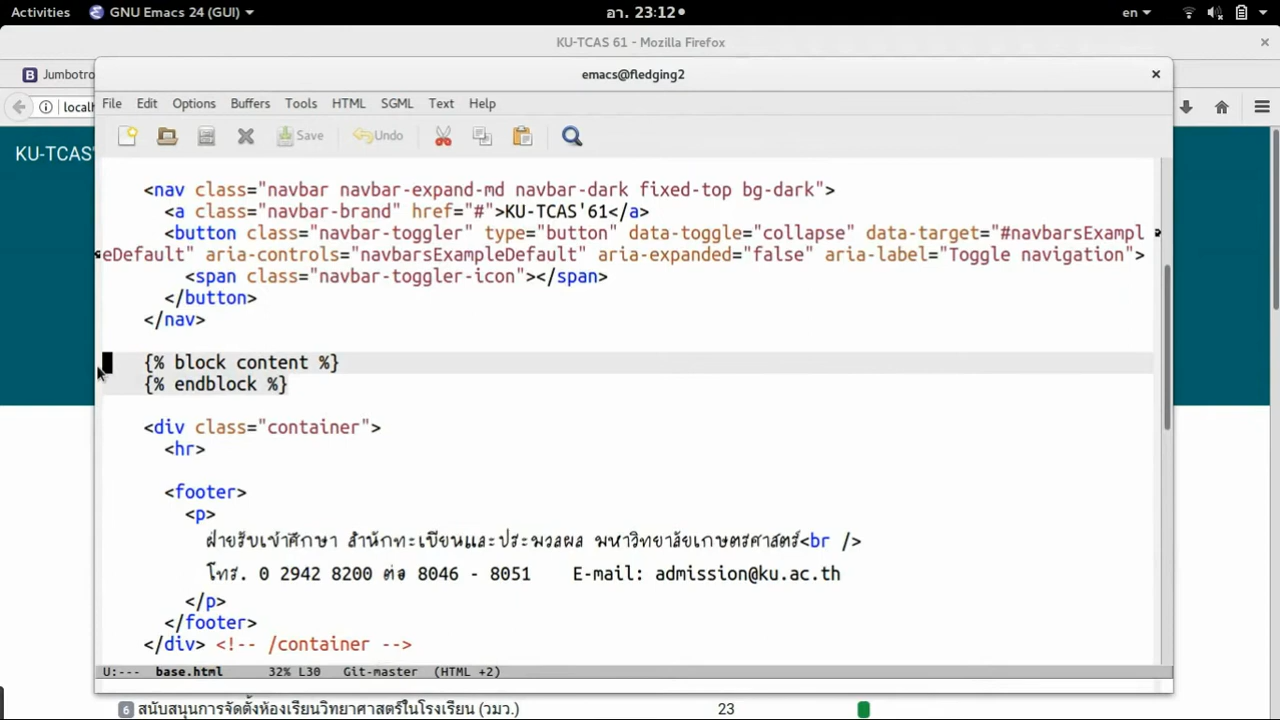 Activities GNU Emacs 24 (GUI) อา. 23:12 en
KU-TCAS 61 - Mozilla Firefox
Jumbotro
emacs@fledging2
localh
File Edit Options Buffers Tools HTML SGML Text Help
Save Undo
KU-TCAS'
<nav class="navbar navbar-expand-md navbar-dark fixed-top bg-dark">
<a class="navbar-brand" href="#">KU-TCAS'61</a>
<button class="navbar-toggler" type="button" data-toggle="collapse" data-target="#navbarsExampl
eDefault" aria-controls="navbarsExampleDefault" aria-expanded="false" aria-label="Toggle navigation">
<span class="navbar-toggler-icon"></span>
</button>
</nav>
{% block content %}
{% endblock %}
<div class="container">
<hr>
<footer>
<p>
ฝ่ายรับเข้าศึกษา สำนักทะเบียนและประมวลผล มหาวิทยาลัยเกษตรศาสตร์<br />
โทร. 0 2942 8200 ต่อ 8046 - 8051 E-mail: admission@ku.ac.th
</p>
</footer>
</div> <!-- /container -->
U:--- base.html 32% L30 Git-master (HTML +2)
6 สนับสนุนการจัดตั้งห้องเรียนวิทยาศาสตร์ในโรงเรียน (วมว.) 23